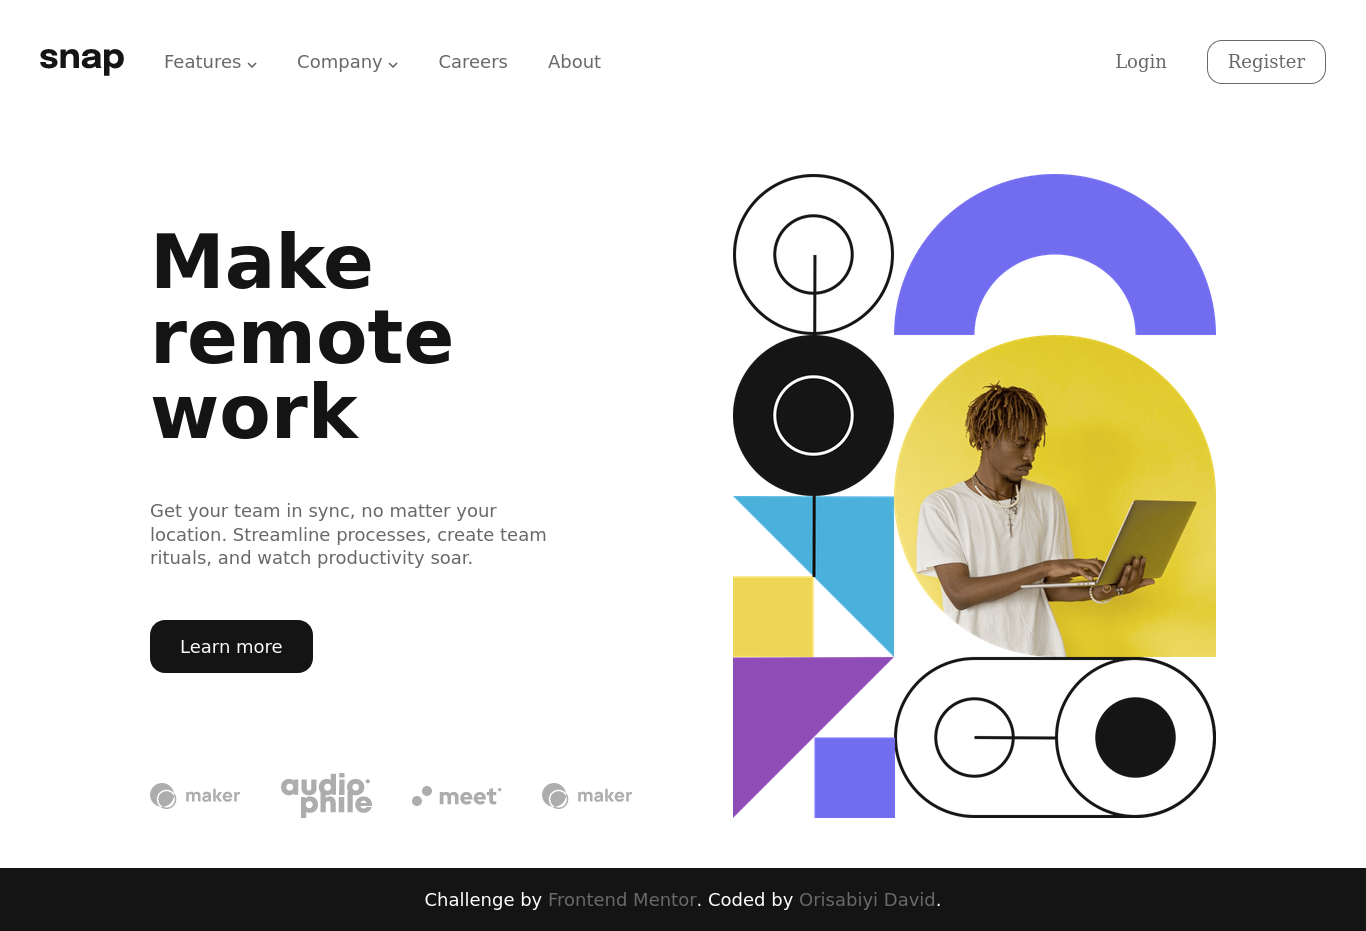 snap Features Company Careers About Login Register
Make
remote
work
Get your team in sync, no matter your
location. Streamline processes, create team
rituals, and watch productivity soar.
Learn more
maker audiophile meet maker
Challenge by Frontend Mentor. Coded by Orisabiyi David.